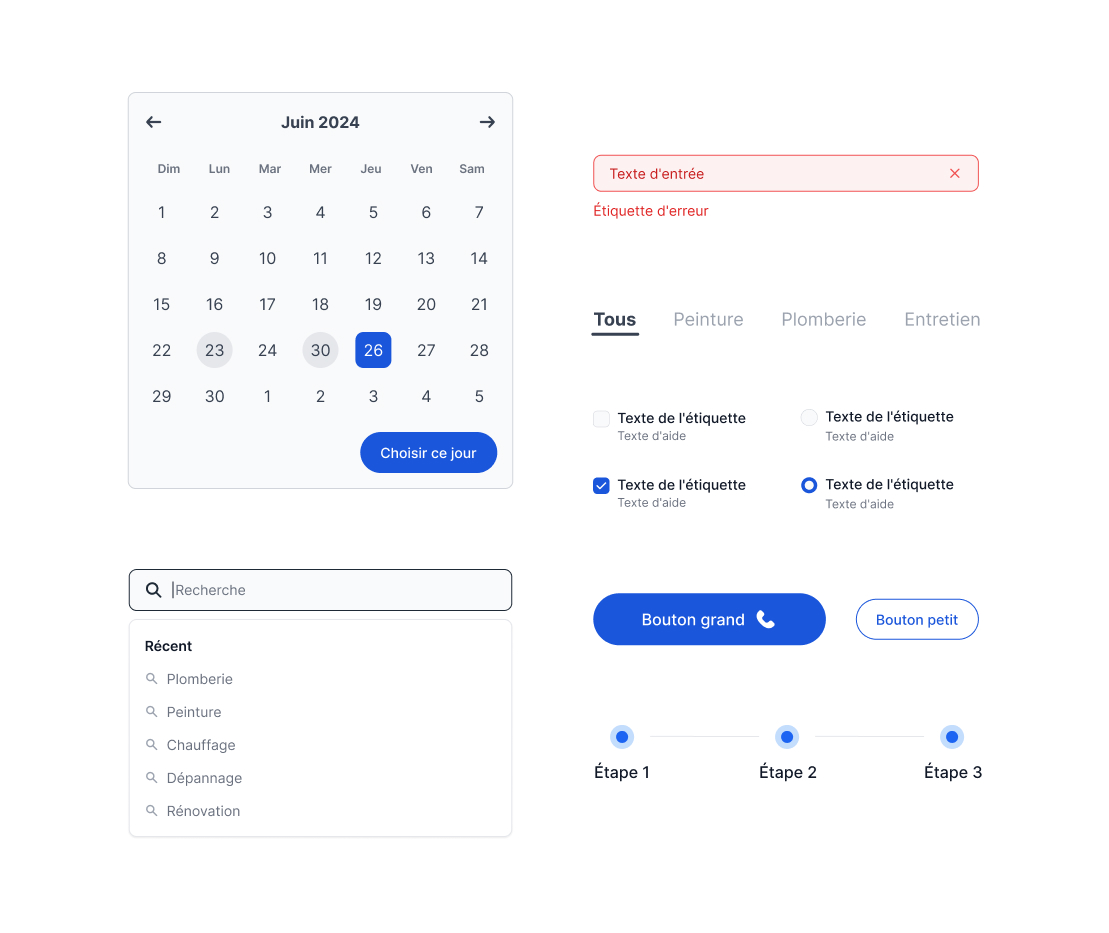 Juin 2024
Dim Lun Mar Mer Jeu Ven Sam
1 2 3 4 5 6 7
8 9 10 11 12 13 14
15 16 17 18 19 20 21
22 23 24 30 26 27 28
29 30 1 2 3 4 5
Choisir ce jour
Recherche
Récent
Plomberie
Peinture
Chauffage
Dépannage
Rénovation
Texte d'entrée
Étiquette d'erreur
Tous Peinture Plomberie Entretien
Texte de l'étiquette
Texte d'aide
Texte de l'étiquette
Texte d'aide
Texte de l'étiquette
Texte d'aide
Texte de l'étiquette
Texte d'aide
Bouton grand
Bouton petit
Étape 1 Étape 2 Étape 3